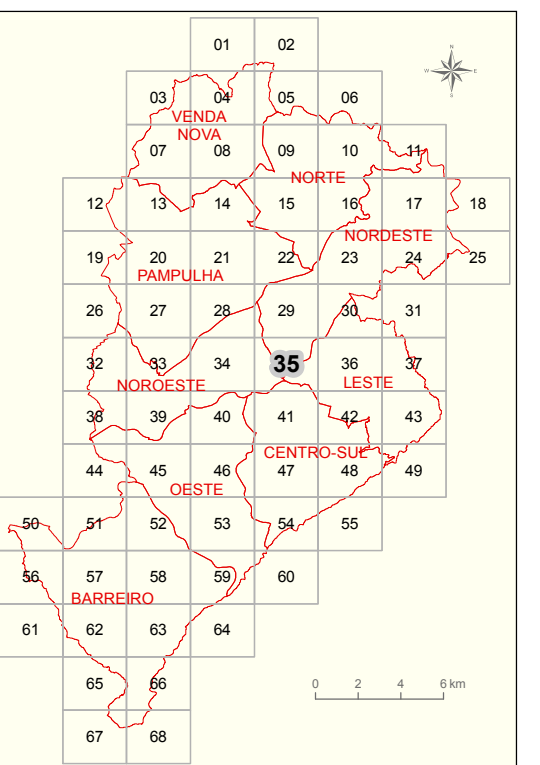 01 02
N
W E
S
03 04 05 06
VENDA
NOVA
07 08 09 10 11
NORTE
12 13 14 15 16 17 18
NORDESTE
19 20 21 22 23 24 25
PAMPULHA
26 27 28 29 30 31
32 33 34 35 36 37
NOROESTE LESTE
38 39 40 41 42 43
CENTRO-SUL
44 45 46 47 48 49
OESTE
50 51 52 53 54 55
56 57 58 59 60
BARREIRO
61 62 63 64
65 66
0 2 4 6 km
67 68